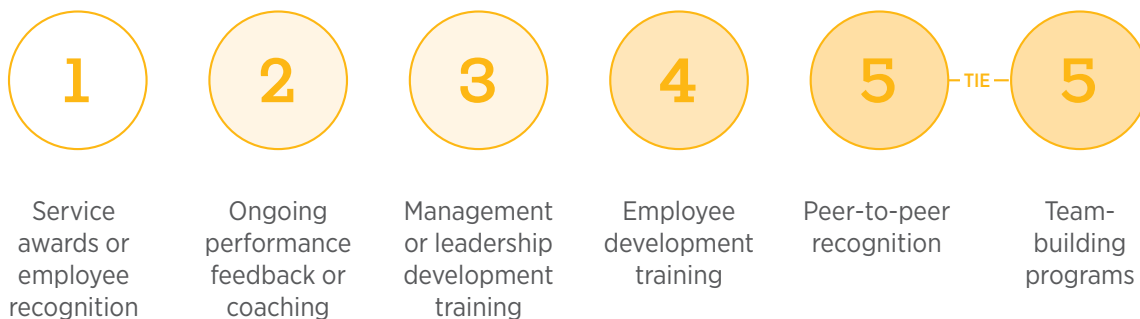 1
Service
awards or
employee
recognition
2
Ongoing
performance
feedback or
coaching
3
Management
or leadership
development
training
4
Employee
development
training
5
Peer-to-peer
recognition
TIE
5
Team-
building
programs